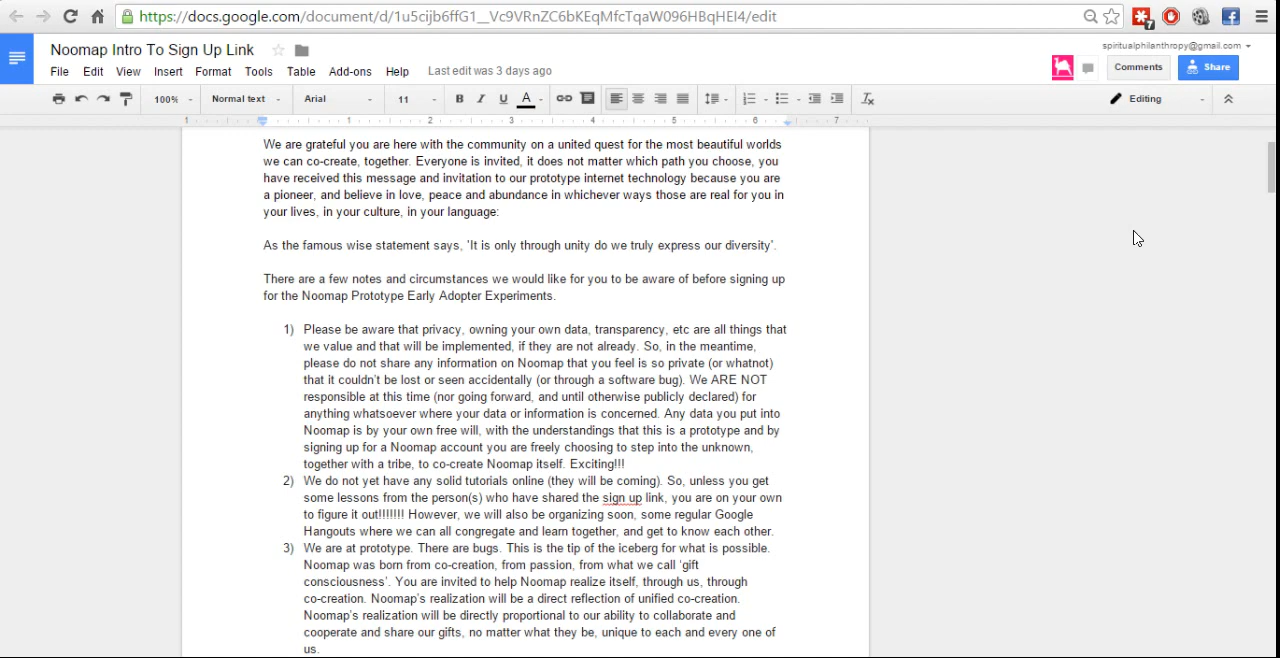 https://docs.google.com/document/d/1u5cijb6ffG1__Vc9VRnZC6bKEqMfcTqaW096HBqHEI4/edit
7
Noomap Intro To Sign Up Link
spiritualphilanthropy@gmail.com
File Edit View Insert Format Tools Table Add-ons Help Last edit was 3 days ago
Comments Share
100% Normal text Arial 11 B I U A Editing
1 1 2 3 4 5 6 7
We are grateful you are here with the community on a united quest for the most beautiful worlds
we can co-create, together. Everyone is invited, it does not matter which path you choose, you
have received this message and invitation to our prototype internet technology because you are
a pioneer, and believe in love, peace and abundance in whichever ways those are real for you in
your lives, in your culture, in your language:
As the famous wise statement says, 'It is only through unity do we truly express our diversity'.
There are a few notes and circumstances we would like for you to be aware of before signing up
for the Noomap Prototype Early Adopter Experiments.
1) Please be aware that privacy, owning your own data, transparency, etc are all things that
we value and that will be implemented, if they are not already. So, in the meantime,
please do not share any information on Noomap that you feel is so private (or whatnot)
that it couldn't be lost or seen accidentally (or through a software bug). We ARE NOT
responsible at this time (nor going forward, and until otherwise publicly declared) for
anything whatsoever where your data or information is concerned. Any data you put into
Noomap is by your own free will, with the understandings that this is a prototype and by
signing up for a Noomap account you are freely choosing to step into the unknown,
together with a tribe, to co-create Noomap itself. Exciting!!!
2) We do not yet have any solid tutorials online (they will be coming). So, unless you get
some lessons from the person(s) who have shared the sign up link, you are on your own
to figure it out!!!!!!! However, we will also be organizing soon, some regular Google
Hangouts where we can all congregate and learn together, and get to know each other.
3) We are at prototype. There are bugs. This is the tip of the iceberg for what is possible.
Noomap was born from co-creation, from passion, from what we call 'gift
consciousness'. You are invited to help Noomap realize itself, through us, through
co-creation. Noomap's realization will be a direct reflection of unified co-creation.
Noomap's realization will be directly proportional to our ability to collaborate and
cooperate and share our gifts, no matter what they be, unique to each and every one of
us.